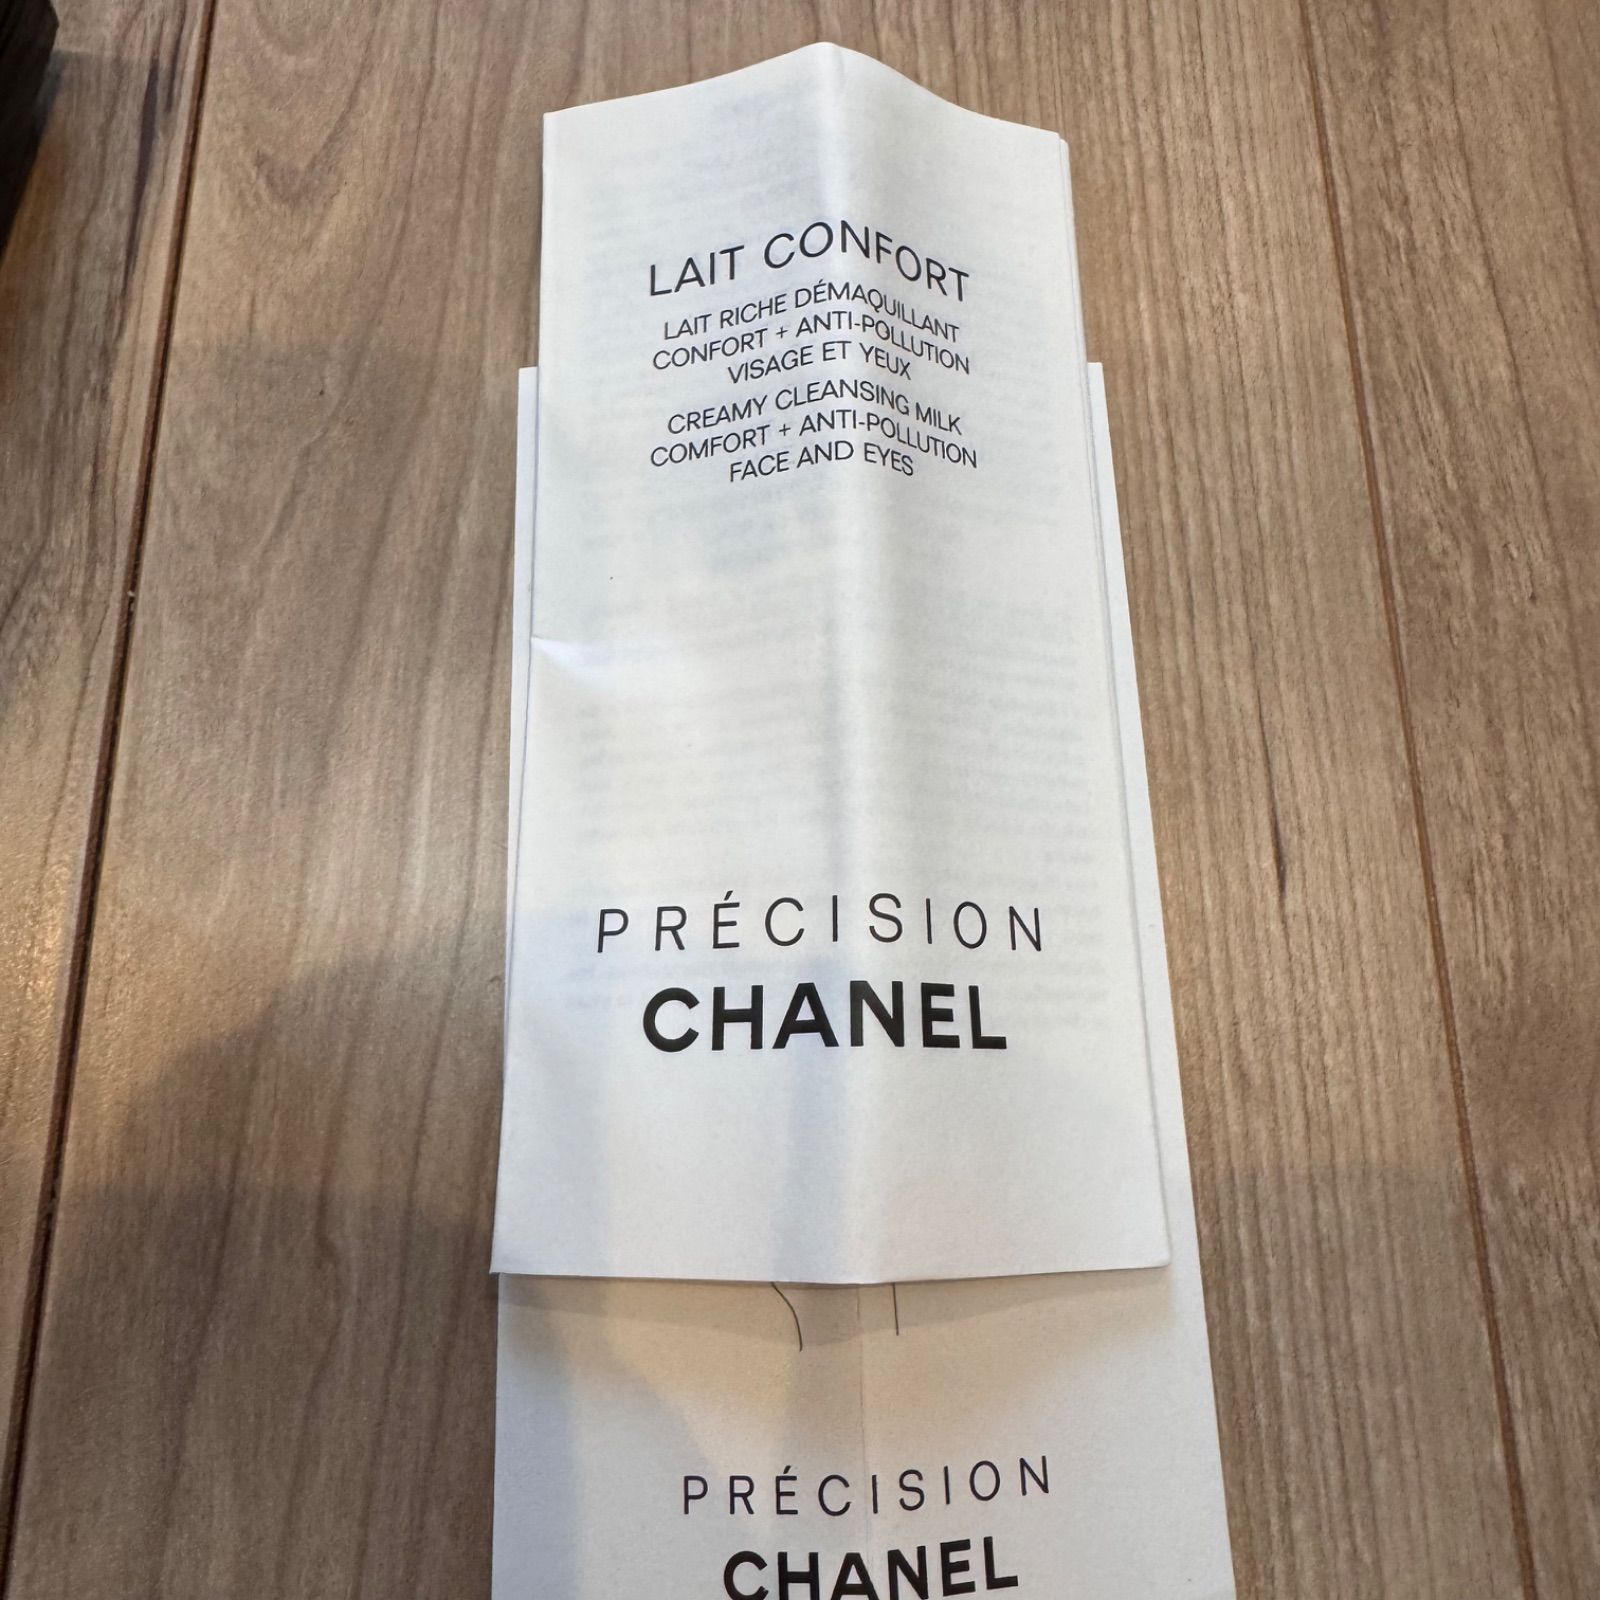 LAIT CONFORT
LAIT RICHE DÉMAQUILLANT
CONFORT + ANTI-POLLUTION
VISAGE ET YEUX
CREAMY CLEANSING MILK
COMFORT + ANTI-POLLUTION
FACE AND EYES
PRÉCISION
CHANEL
PRÉCISION
CHANEL